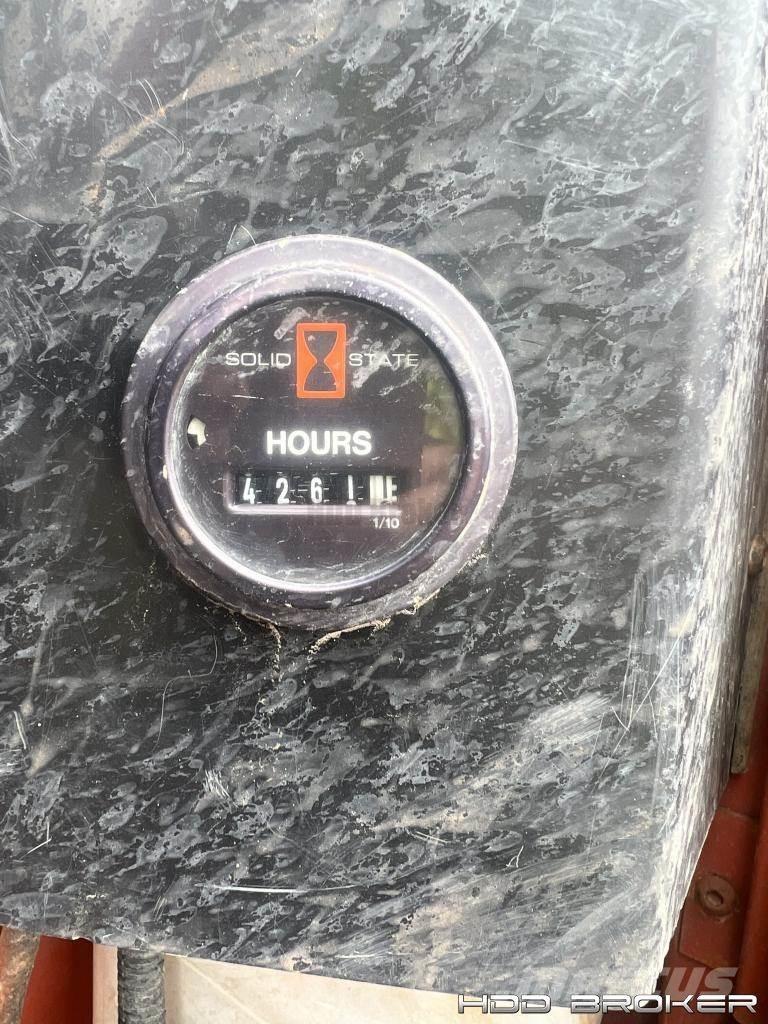 SOLID STATE
HOURS
4261
1/10
HDD BROKER